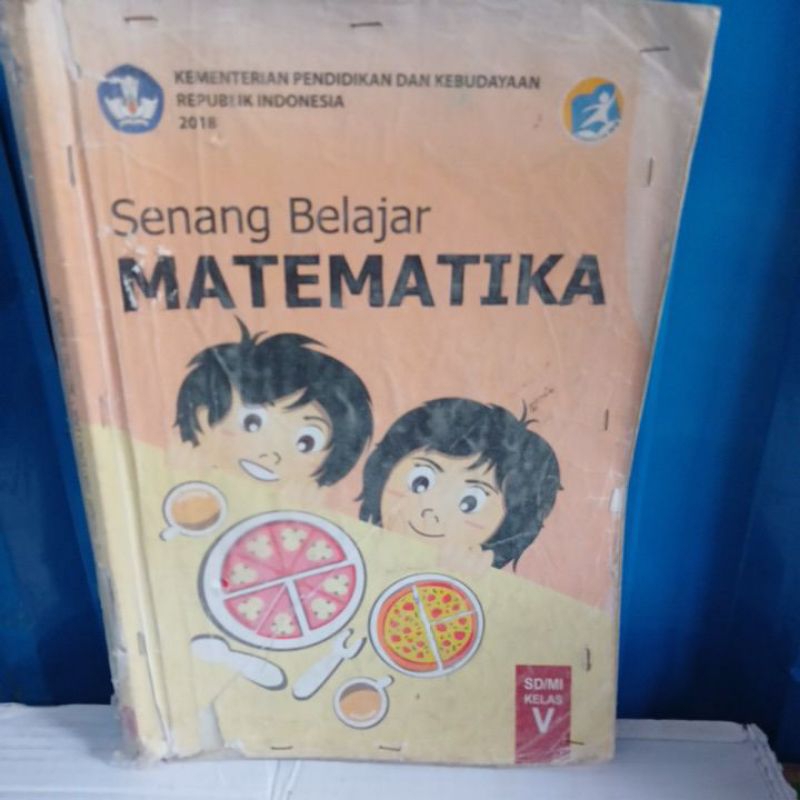 KEMENTERIAN PENDIDIKAN DAN KEBUDAYAAN
REPUBLIK INDONESIA
2018
Senang Belajar
MATEMATIKA
SD/MI
KELAS
V